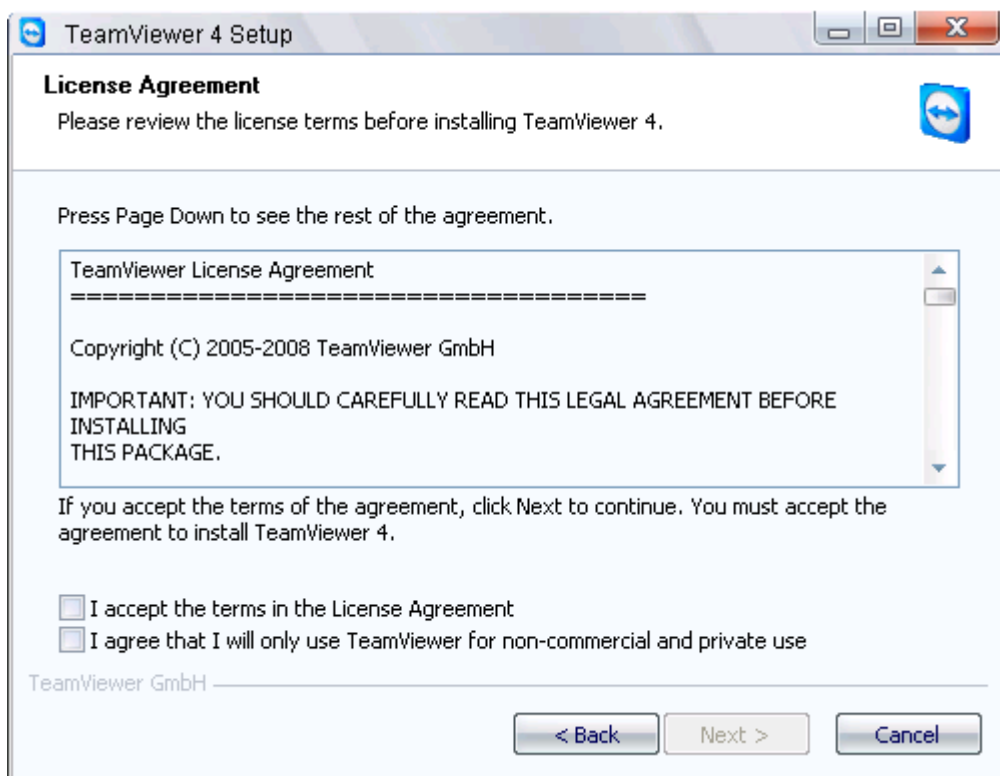 TeamViewer 4 Setup
License Agreement
Please review the license terms before installing TeamViewer 4.
Press Page Down to see the rest of the agreement.
TeamViewer License Agreement
====================================
Copyright (C) 2005-2008 TeamViewer GmbH
IMPORTANT: YOU SHOULD CAREFULLY READ THIS LEGAL AGREEMENT BEFORE
INSTALLING
THIS PACKAGE.
If you accept the terms of the agreement, click Next to continue. You must accept the
agreement to install TeamViewer 4.
I accept the terms in the License Agreement
I agree that I will only use TeamViewer for non-commercial and private use
TeamViewer GmbH
< Back Next > Cancel